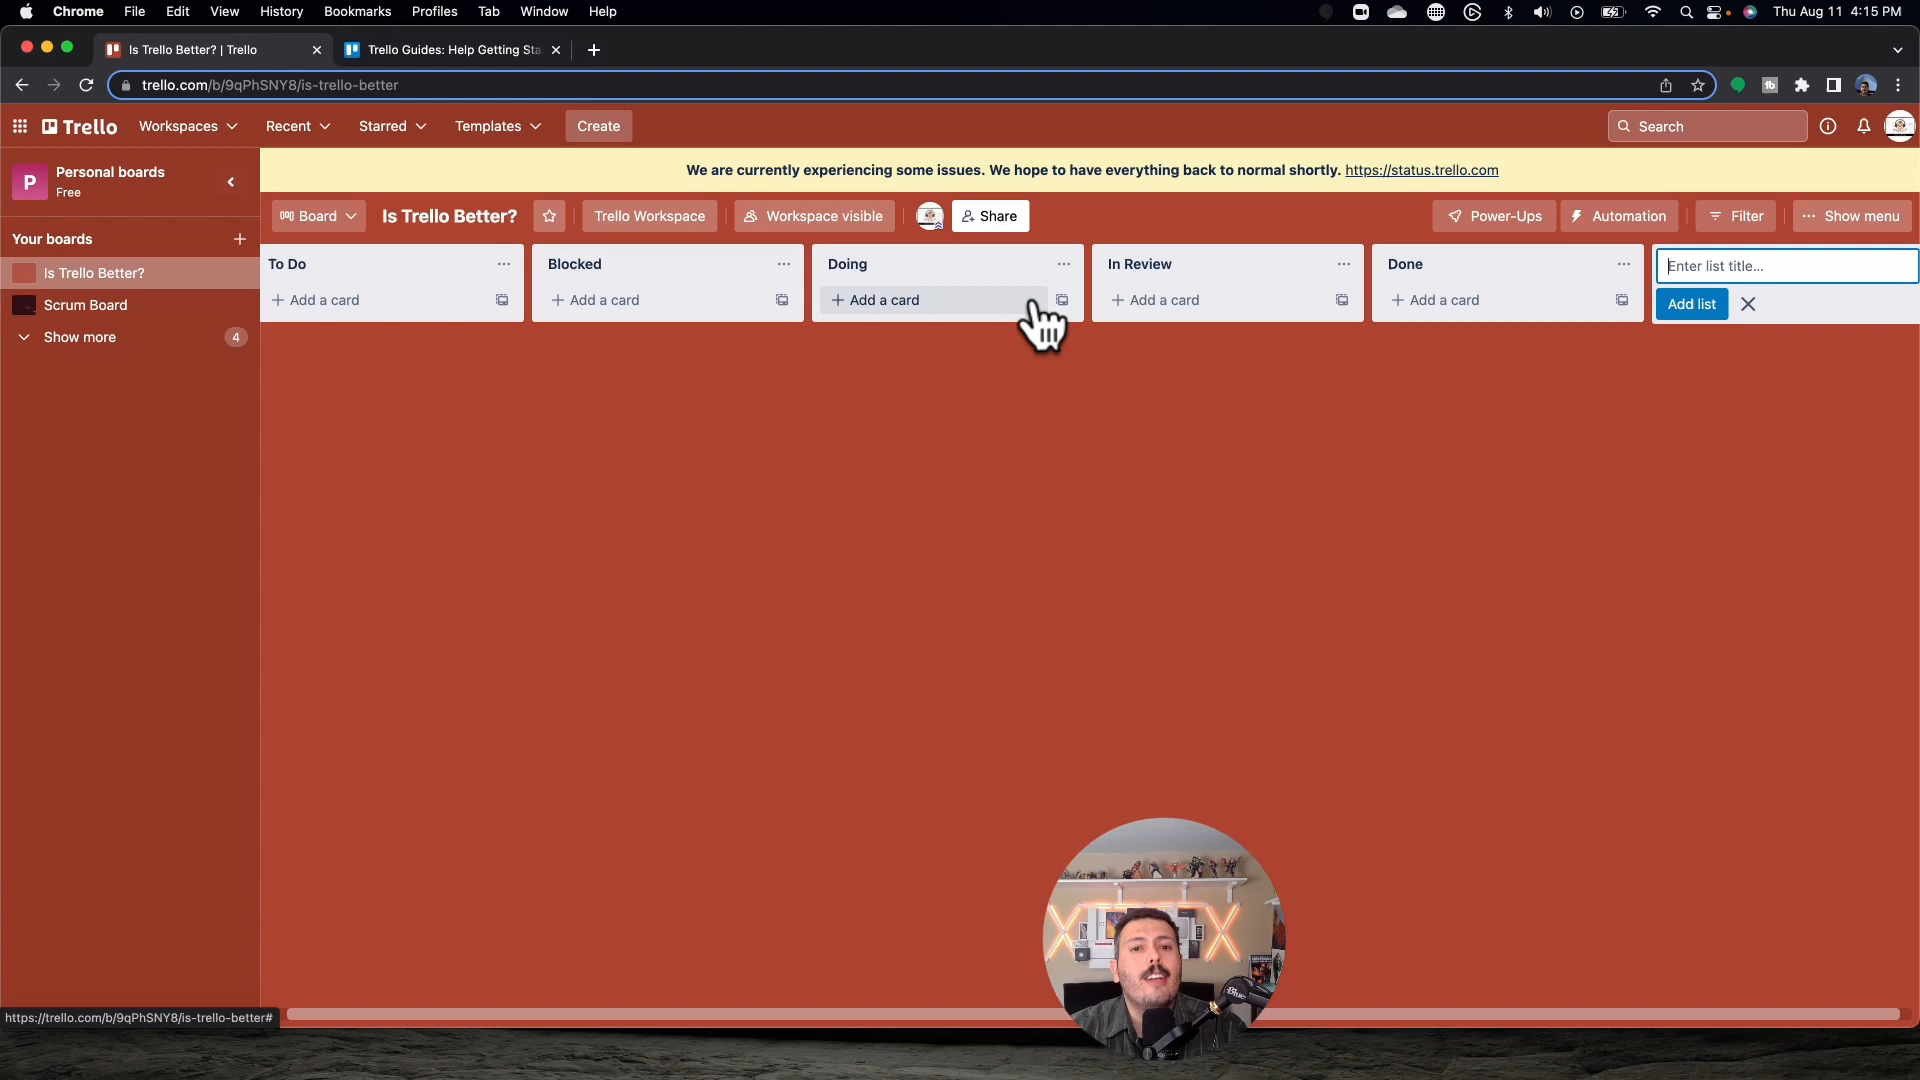 Chrome File Edit View History Bookmarks Profiles Tab Window Help Thu Aug 11 4:15 PM
Is Trello Better? | Trello Trello Guides: Help Getting Sta
trello.com/b/9qPhSNY8/is-trello-better
Trello Workspaces Recent Starred Templates Create Search
P Personal boards
Free
We are currently experiencing some issues. We hope to have everything back to normal shortly. https://status.trello.com
Board Is Trello Better? Trello Workspace Workspace visible Share Power-Ups Automation Filter Show menu
Your boards
Is Trello Better?
Scrum Board
Show more 4
To Do Blocked Doing In Review Done Enter list title...
Add a card Add a card Add a card Add a card Add a card Add list
Blue
https://trello.com/b/9qPhSNY8/is-trello-better#